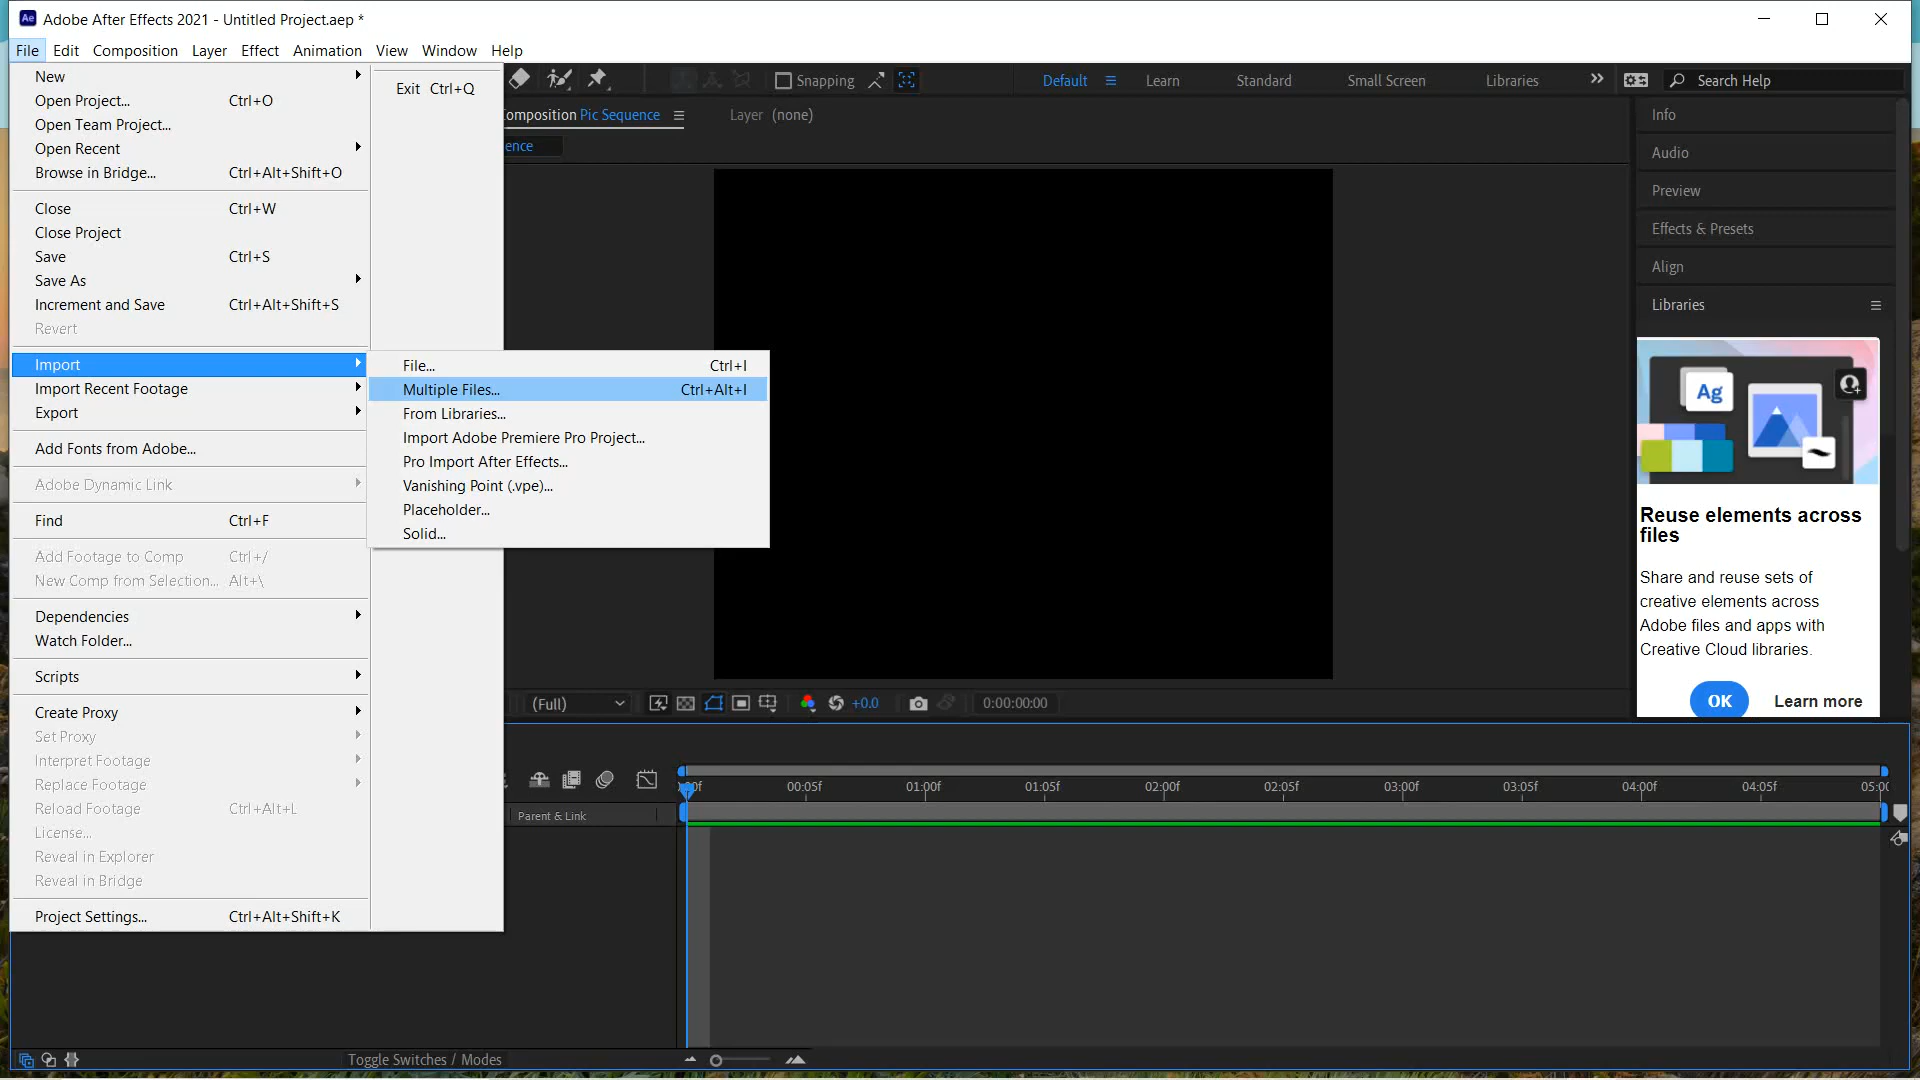 Ae Adobe After Effects 2021 - Untitled Project.aep *
File Edit Composition Layer Effect Animation View Window Help
New
Open Project... Ctrl+O
Open Team Project...
Open Recent
Browse in Bridge... Ctrl+Alt+Shift+O
Close Ctrl+W
Close Project
Save Ctrl+S
Save As
Increment and Save Ctrl+Alt+Shift+S
Revert
Import
Import Recent Footage
Export
Add Fonts from Adobe...
Adobe Dynamic Link
Find Ctrl+F
Add Footage to Comp Ctrl+/
New Comp from Selection... Alt+\
Dependencies
Watch Folder...
Scripts
Create Proxy
Set Proxy
Interpret Footage
Replace Footage
Reload Footage Ctrl+Alt+L
License...
Reveal in Explorer
Reveal in Bridge
Project Settings... Ctrl+Alt+Shift+K
Exit Ctrl+Q
File... Ctrl+I
Multiple Files... Ctrl+Alt+I
From Libraries...
Import Adobe Premiere Pro Project...
Pro Import After Effects...
Vanishing Point (.vpe)...
Placeholder...
Solid...
Snapping
Default Learn Standard Small Screen Libraries
Search Help
omposition Pic Sequence
Layer (none)
ence
Info
Audio
Preview
Effects & Presets
Align
Libraries
Ag
Reuse elements across
files
Share and reuse sets of
creative elements across
Adobe files and apps with
Creative Cloud libraries.
OK Learn more
(Full) +0.0 0:00:00:00
00:05f 01:00f 01:05f 02:00f 02:05f 03:00f 03:05f 04:00f 04:05f 05:00
Parent & Link
Toggle Switches / Modes